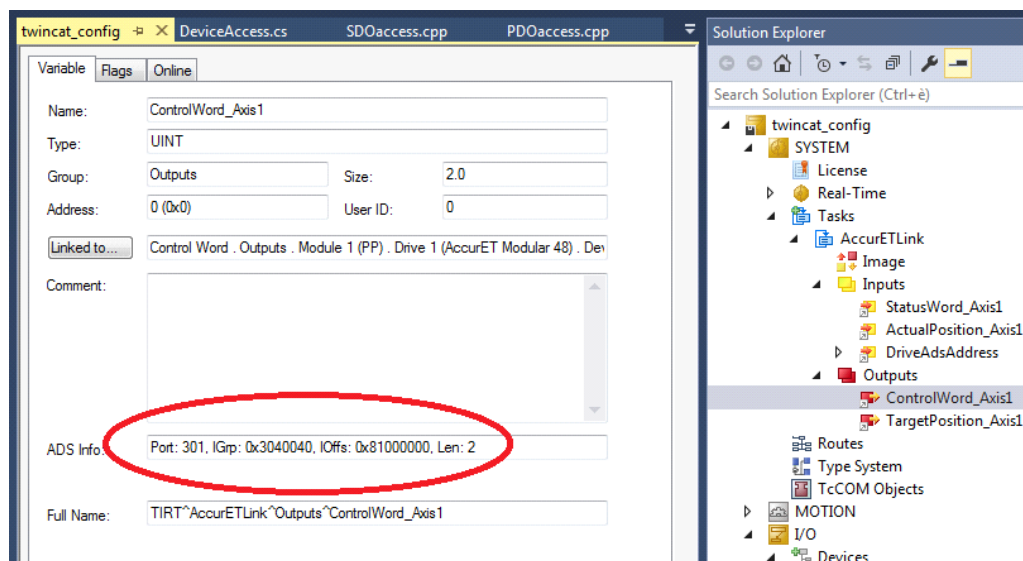 twincat_config DeviceAccess.cs SDOaccess.cpp PDOaccess.cpp
Variable Flags Online
Name: ControlWord_Axis1
Type: UINT
Group: Outputs Size: 2.0
Address: 0 (0x0) User ID: 0
Linked to... Control Word . Outputs . Module 1 (PP) . Drive 1 (AccurET Modular 48) . Dev
Comment:
ADS Info: Port: 301, IGrp: 0x3040040, IOffs: 0x81000000, Len: 2
Full Name: TIRT^AccurETLink^Outputs^ControlWord_Axis1
Solution Explorer
Search Solution Explorer (Ctrl+è)
twincat_config
SYSTEM
License
Real-Time
Tasks
AccurETLink
Image
Inputs
StatusWord_Axis1
ActualPosition_Axis1
DriveAdsAddress
Outputs
ControlWord_Axis1
TargetPosition_Axis1
Routes
Type System
TcCOM Objects
MOTION
I/O
Devices